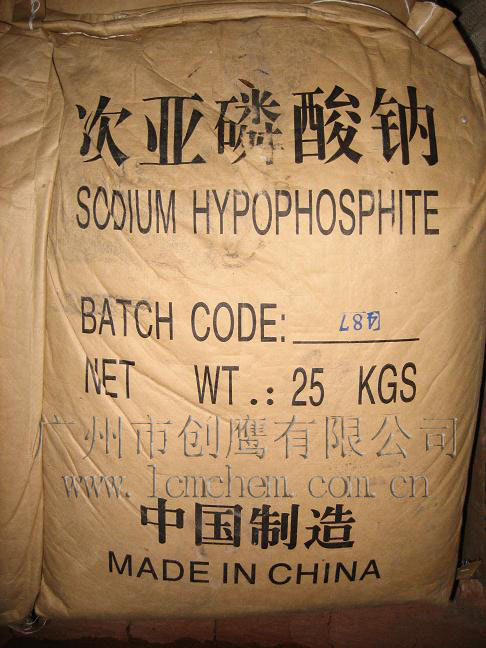 次亚磷酸钠
SODIUM HYPOPHOSPHITE
BATCH CODE:
NET WT.: 25 KGS
广州市创鹰有限公司
www.lcmchem.com.cn
中国制造
MADE IN CHINA